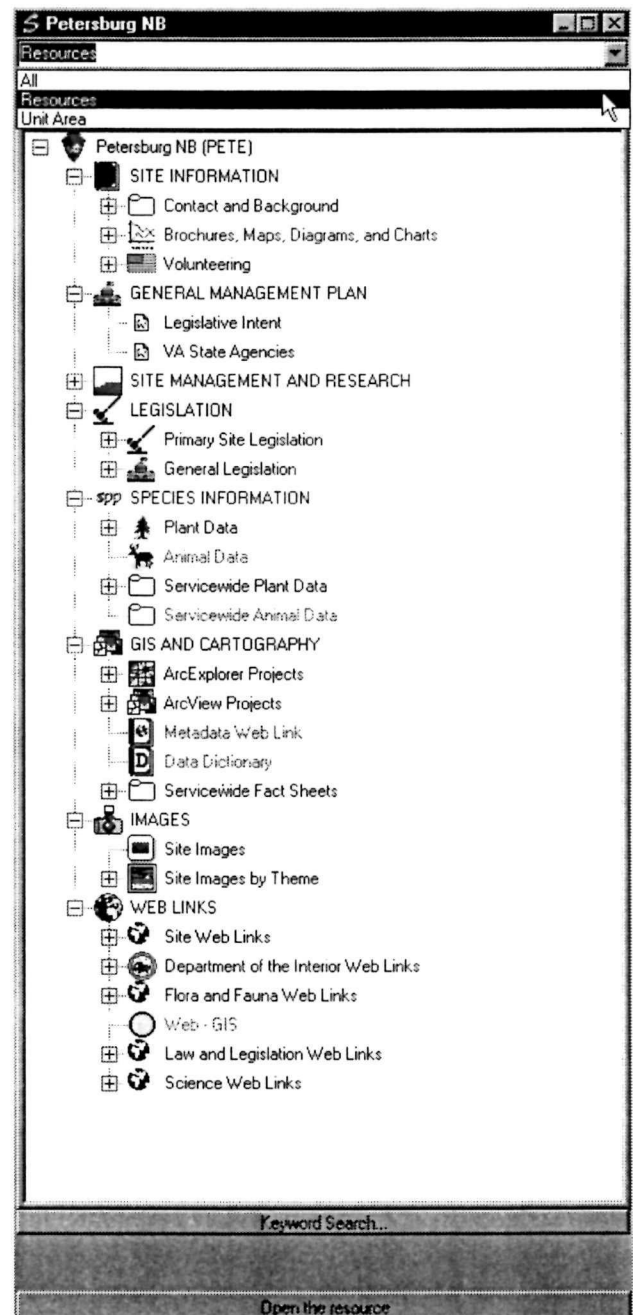 Petersburg NB
Resources
All
Resources
Unit Area
Petersburg NB (PETE)
SITE INFORMATION
Contact and Background
Brochures, Maps, Diagrams, and Charts
Volunteering
GENERAL MANAGEMENT PLAN
Legislative Intent
VA State Agencies
SITE MANAGEMENT AND RESEARCH
LEGISLATION
Primary Site Legislation
General Legislation
spp SPECIES INFORMATION
Plant Data
Animal Data
Servicewide Plant Data
Servicewide Animal Data
GIS AND CARTOGRAPHY
ArcExplorer Projects
ArcView Projects
Metadata Web Link
D Data Dictionary
Servicewide Fact Sheets
IMAGES
Site Images
Site Images by Theme
WEB LINKS
Site Web Links
Department of the Interior Web Links
Flora and Fauna Web Links
Web - GIS
Law and Legislation Web Links
Science Web Links
Keyword Search...
Open the resource